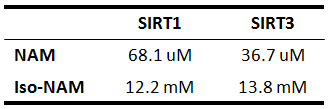 SIRT1 SIRT3
NAM 68.1 uM 36.7 uM
Iso-NAM 12.2 mM 13.8 mM